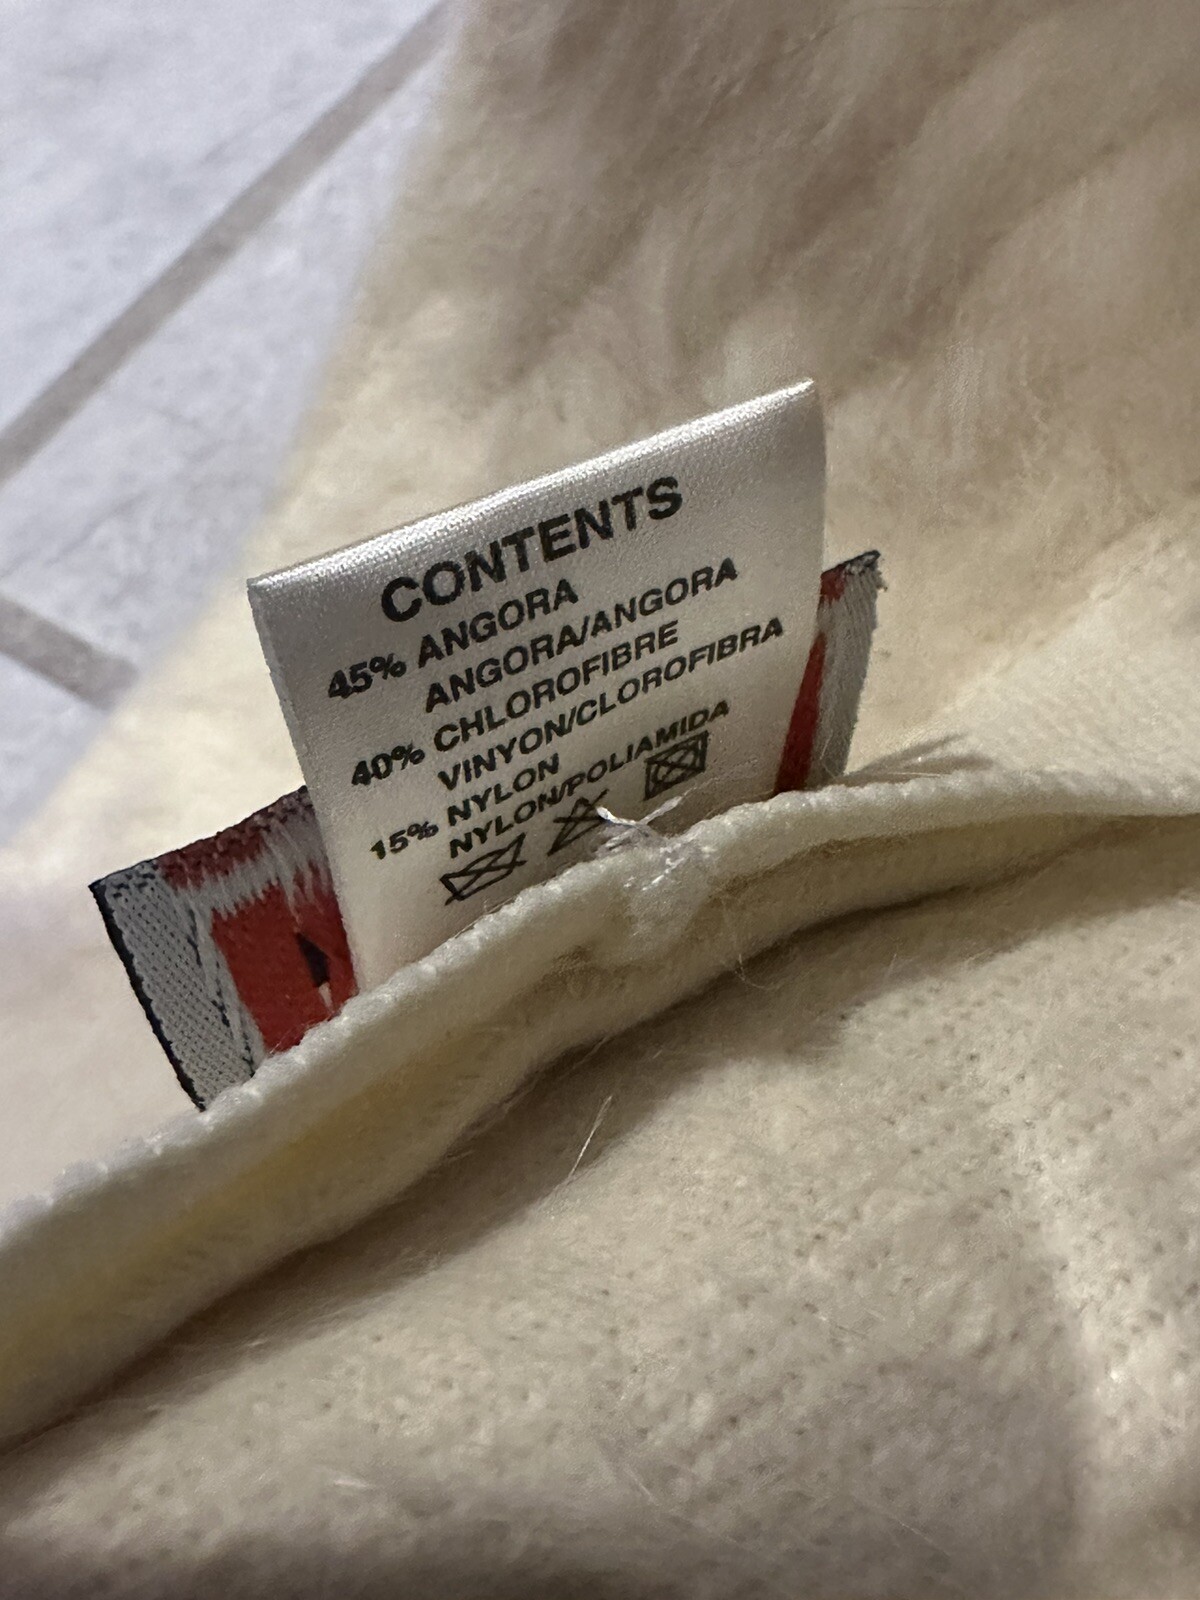 CONTENTS
45% ANGORA
ANGORA/ANGORA
40% CHLOROFIBRE
VINYON/CLOROFIBRA
15% NYLON
NYLON/POLIAMIDA